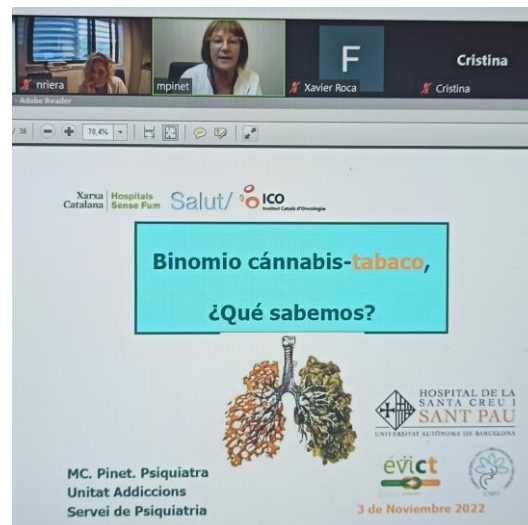 nriera
mpinet
F
Xavier Roca
Cristina
Cristina
- Adobe Reader
/ 36
70,4%
Xarxa Hospitals
Catalana Sense Fum
Salut/
ICO
Institut Català d'Oncologia
Binomio cánnabis-tabaco,
¿Qué sabemos?
HOSPITAL DE LA
SANTA CREU I
SANT PAU
UNIVERSITAT AUTÒNOMA DE BARCELONA
évict
MC. Pinet. Psiquiatra
Unitat Addiccions
Servei de Psiquiatria
3 de Noviembre 2022